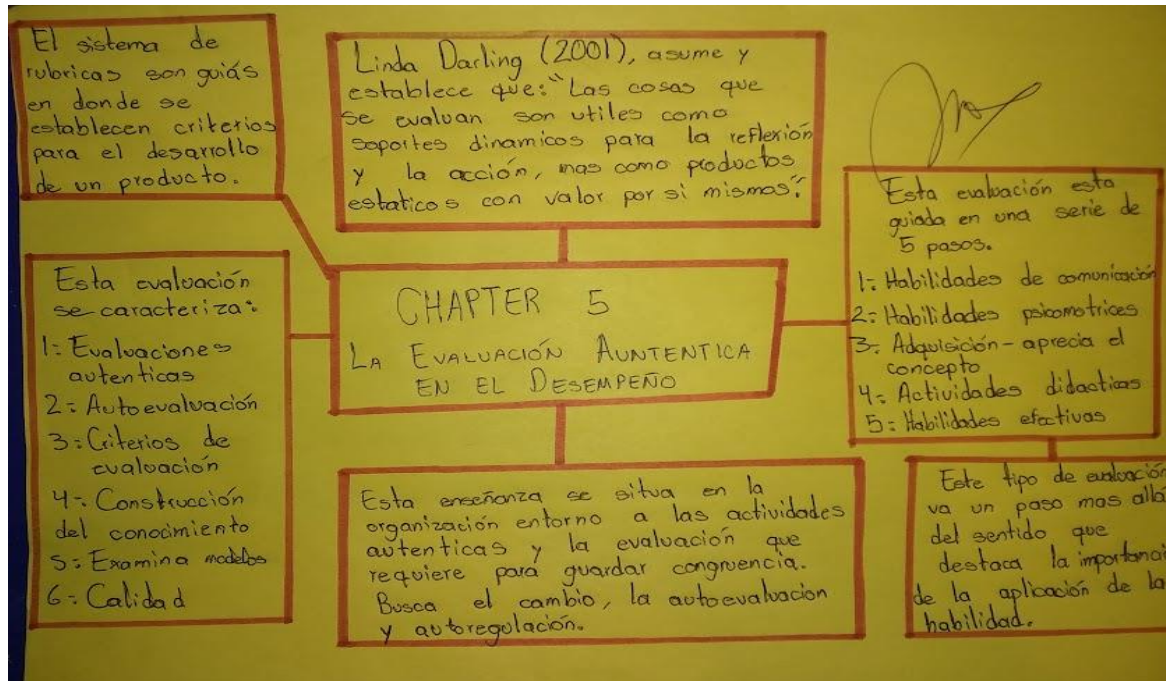 El sistema de
rubricas son guiás
en donde se
establecen criterios
para el desarrollo
de un producto.
Linda Darling (2001), asume y
establece que: "Las cosas que
se evaluan son utiles como
soportes dinamicos para la reflexión
y la acción, mas como productos
estaticos con valor por si mismos".
Esta evaluación esta
guiada en una serie de
5 pasos.
1: Habilidades de comunicación
2: Habilidades psicomotrices
3: Adquisición - aprecia el
concepto
4: Actividades didacticas
5: Habilidades efectivas
Esta evaluación
se caracteriza:
1: Evaluaciones
autenticas
2: Autoevaluación
3: Criterios de
evaluación
4: Construcción
del conocimiento
5: Examina modelos
6: Calidad
CHAPTER 5
LA EVALUACIÓN AUNTENTICA
EN EL DESEMPEÑO
Esta enseñanza se situa en la
organización entorno a las actividades
autenticas y la evaluación que
requiere para guardar congruencia.
Busca el cambio, la autoevaluación
y autoregulación.
Este tipo de evaluación
va un paso mas allá
del sentido que
destaca la importanci
de la aplicación de la
habilidad.